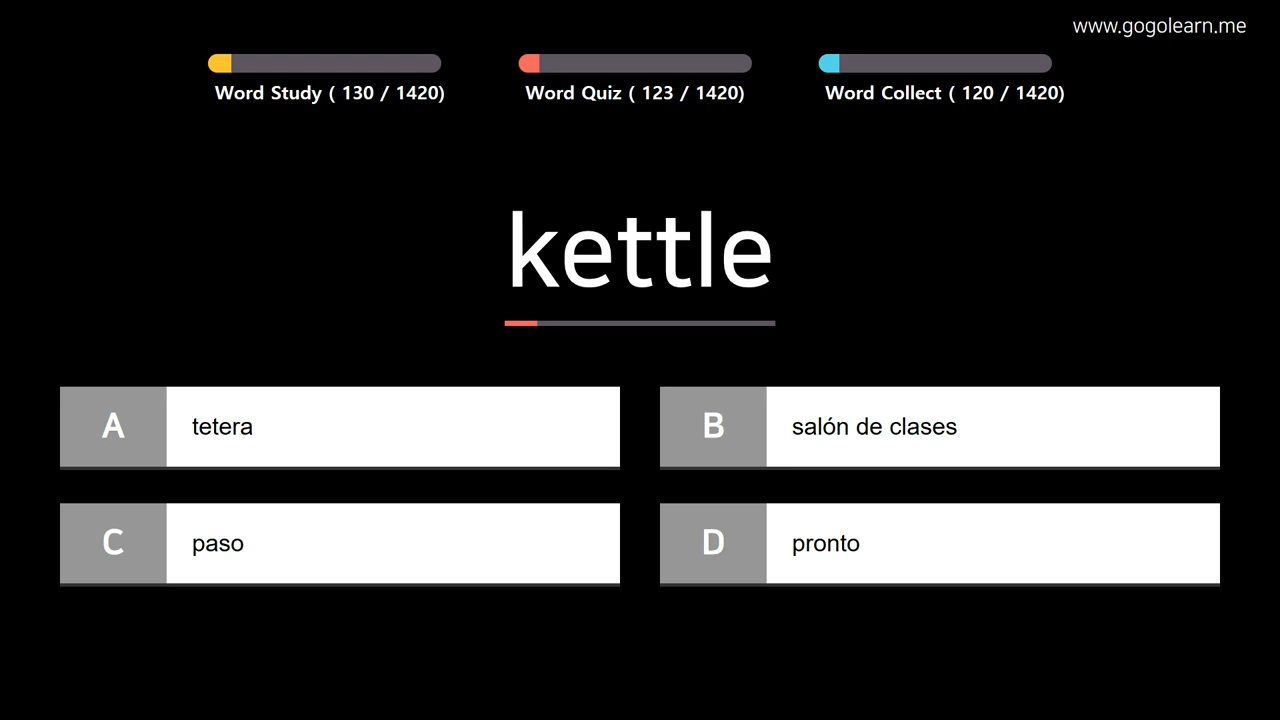 www.gogolearn.me
Word Study ( 130 / 1420)
Word Quiz ( 123 / 1420)
Word Collect ( 120 / 1420)
kettle
A tetera
B salón de clases
C paso
D pronto